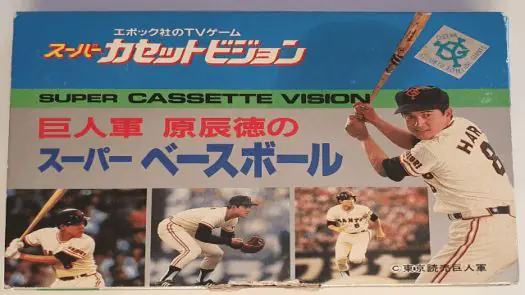 エポック社のTVゲーム
スーパー カセットビジョン
SUPER CASSETTE VISION
巨人軍 原辰徳の
スーパー ベースボール
HARA
8
C 東京読売巨人軍